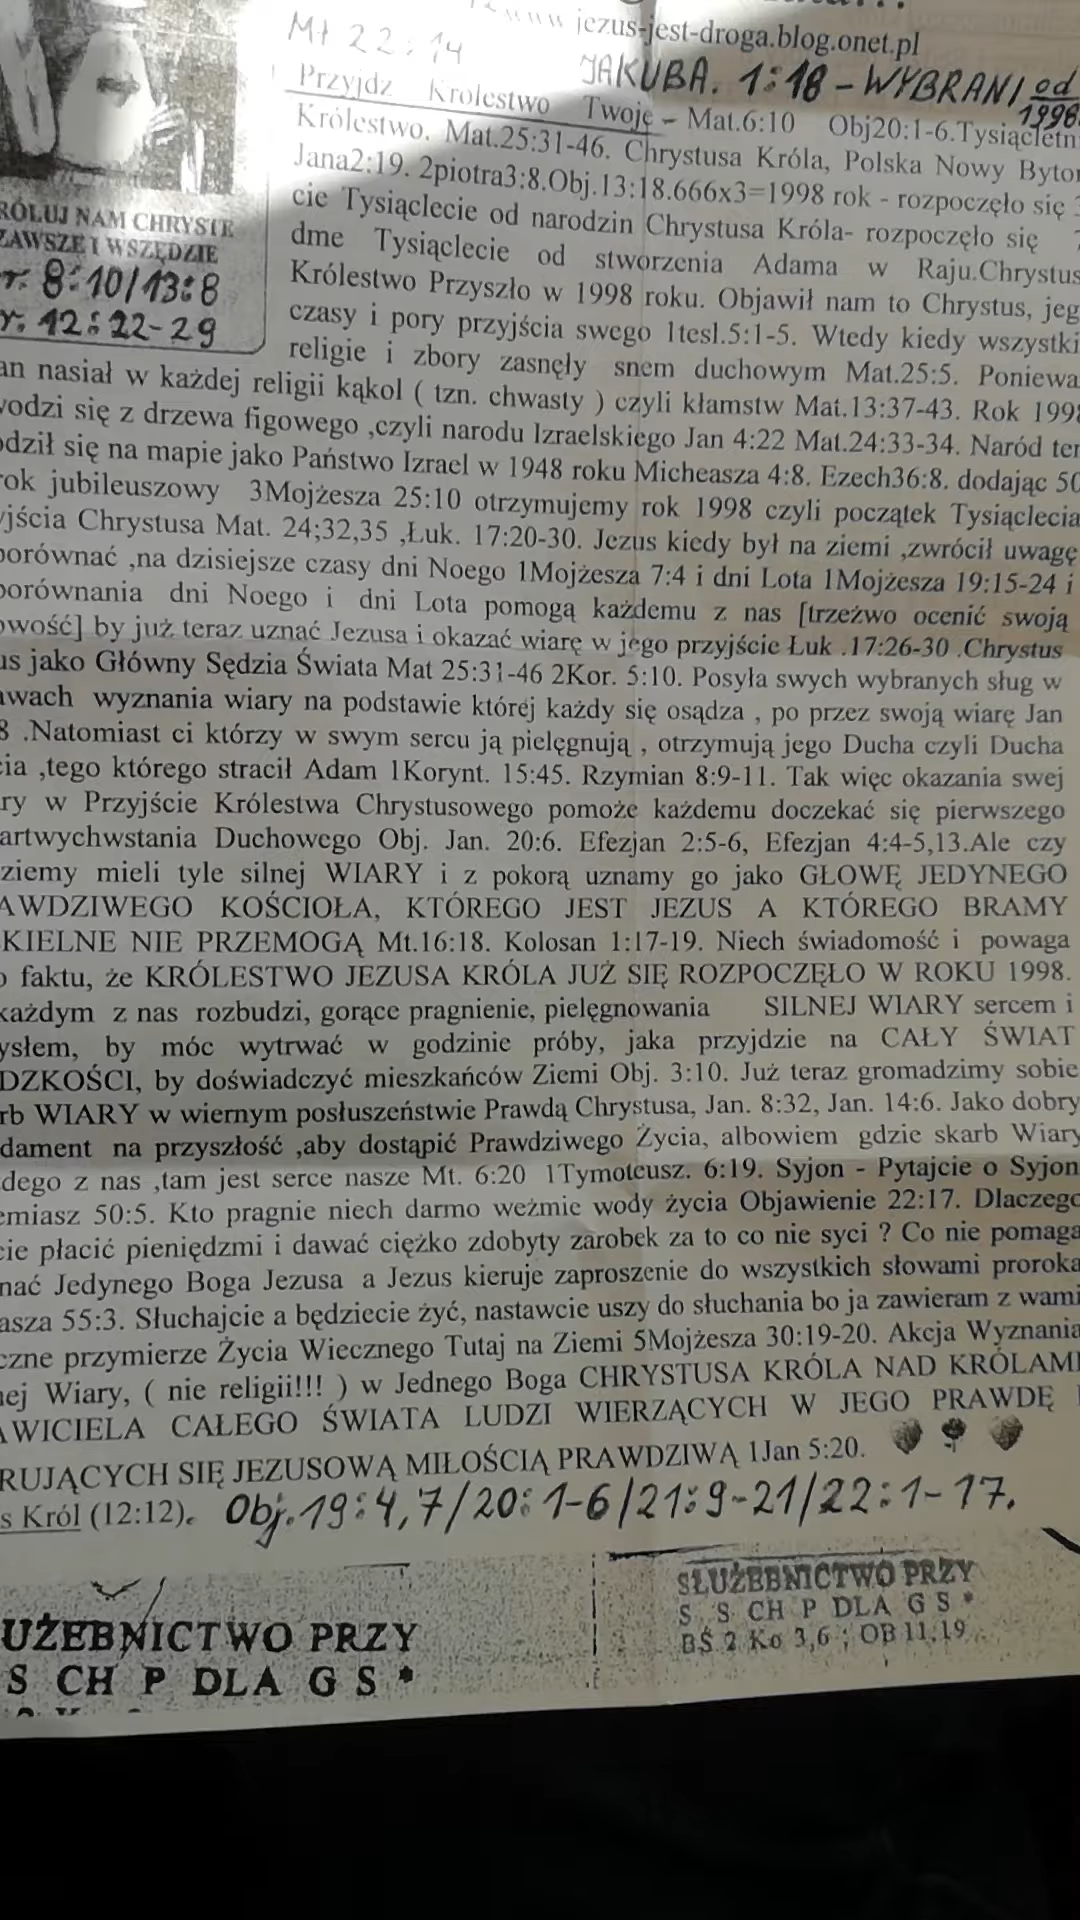 www jezus-jest-droga.blog.onet.pl
Mt 22:14
JAKUBA. 1:18 - WYBRANI od 1998
Przyjdz Krolestwo Twoje - Mat.6:10 Obj20:1-6.Tysiącletn
Królestwo. Mat.25:31-46. Chrystusa Króla, Polska Nowy Bytom
Jana2:19. 2piotra3:8.Obj.13:18.666x3=1998 rok - rozpoczęło się
cie Tysiąclecie od narodzin Chrystusa Króla- rozpoczęło się 7
dme Tysiąclecie od stworzenia Adama w Raju.Chrystus
Królestwo Przyszło w 1998 roku. Objawił nam to Chrystus, jeg
czasy i pory przyjścia swego 1tesl.5:1-5. Wtedy kiedy wszystki
religie i zbory zasnęły snem duchowym Mat.25:5. Poniewa
RÓLUJ NAM CHRYSTE
ZAWSZE I WSZĘDZIE
r. 8:10/13:8
r. 12:22-29
an nasiał w każdej religii kąkol ( tzn. chwasty ) czyli kłamstw Mat.13:37-43. Rok 1998
wodzi się z drzewa figowego ,czyli narodu Izraelskiego Jan 4:22 Mat.24:33-34. Naród ten
odził się na mapie jako Państwo Izrael w 1948 roku Micheasza 4:8. Ezech36:8. dodając 50
rok jubileuszowy 3Mojżesza 25:10 otrzymujemy rok 1998 czyli początek Tysiąclecia
yjścia Chrystusa Mat. 24;32,35 ,Łuk. 17:20-30. Jezus kiedy był na ziemi ,zwrócił uwagę
porównać ,na dzisiejsze czasy dni Noego 1Mojżesza 7:4 i dni Lota 1Mojżesza 19:15-24 i
porównania dni Noego i dni Lota pomogą każdemu z nas [trzeźwo ocenić swoją
owość] by już teraz uznać Jezusa i okazać wiarę w jego przyjście Łuk .17:26-30 .Chrystus
us jako Główny Sędzia Świata Mat 25:31-46 2Kor. 5:10. Posyła swych wybranych sług w
awach wyznania wiary na podstawie której każdy się osądza , po przez swoją wiarę Jan
8 .Natomiast ci którzy w swym sercu ją pielęgnują , otrzymują jego Ducha czyli Ducha
cia ,tego którego stracił Adam 1Korynt. 15:45. Rzymian 8:9-11. Tak więc okazania swej
ry w Przyjście Królestwa Chrystusowego pomoże każdemu doczekać się pierwszego
artwychwstania Duchowego Obj. Jan. 20:6. Efezjan 2:5-6, Efezjan 4:4-5,13.Ale czy
ziemy mieli tyle silnej WIARY i z pokorą uznamy go jako GŁOWĘ JEDYNEGO
AWDZIWEGO KOŚCIOŁA, KTÓREGO JEST JEZUS A KTÓREGO BRAMY
KIELNE NIE PRZEMOGĄ Mt.16:18. Kolosan 1:17-19. Niech świadomość i powaga
o faktu, że KRÓLESTWO JEZUSA KRÓLA JUŻ SIĘ ROZPOCZĘŁO W ROKU 1998.
każdym z nas rozbudzi, gorące pragnienie, pielęgnowania SILNEJ WIARY sercem i
ysłem, by móc wytrwać w godzinie próby, jaka przyjdzie na CAŁY ŚWIAT
DZKOŚCI, by doświadczyć mieszkańców Ziemi Obj. 3:10. Już teraz gromadzimy sobie
rb WIARY w wiernym posłuszeństwie Prawdą Chrystusa, Jan. 8:32, Jan. 14:6. Jako dobry
dament na przyszłość ,aby dostąpić Prawdziwego Życia, albowiem gdzie skarb Wiary
dego z nas ,tam jest serce nasze Mt. 6:20 1Tymoteusz. 6:19. Syjon - Pytajcie o Syjon
emiasz 50:5. Kto pragnie niech darmo weźmie wody życia Objawienie 22:17. Dlaczego
cie płacić pieniędzmi i dawać ciężko zdobyty zarobek za to co nie syci ? Co nie pomaga
nać Jedynego Boga Jezusa a Jezus kieruje zaproszenie do wszystkich słowami proroka
asza 55:3. Słuchajcie a będziecie żyć, nastawcie uszy do słuchania bo ja zawieram z wami
czne przymierze Życia Wiecznego Tutaj na Ziemi 5Mojżesza 30:19-20. Akcja Wyznania
nej Wiary, ( nie religii!!! ) w Jednego Boga CHRYSTUSA KRÓLA NAD KRÓLAMI
AWICIELA CAŁEGO ŚWIATA LUDZI WIERZĄCYCH W JEGO PRAWDĘ I
RUJĄCYCH SIĘ JEZUSOWĄ MIŁOŚCIĄ PRAWDZIWĄ 1Jan 5:20.
s Król (12:12). Obj.19:4,7/20:1-6/21:9-21/22:1-17.
UŻEBNICTWO PRZY
S CH P DLA G S *
SŁUŻEBNICTWO PRZY
S S CH P DLA G S *
BŚ 2 Ko 3,6 ; OB 11,19